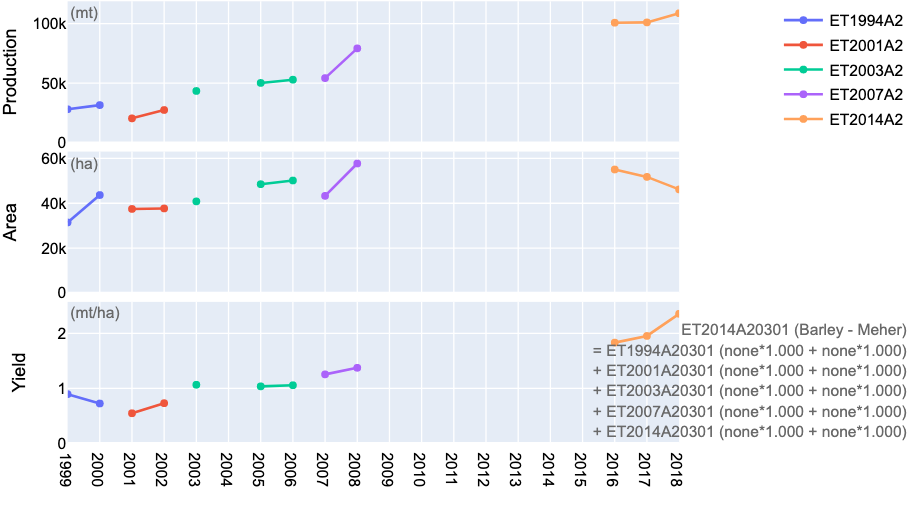 (mt)
100k
50k
0
Production
ET1994A2
ET2001A2
ET2003A2
ET2007A2
ET2014A2
(ha)
60k
40k
20k
0
Area
(mt/ha)
2
1
0
Yield
ET2014A20301 (Barley - Meher)
= ET1994A20301 (none*1.000 + none*1.000)
+ ET2001A20301 (none*1.000 + none*1.000)
+ ET2003A20301 (none*1.000 + none*1.000)
+ ET2007A20301 (none*1.000 + none*1.000)
+ ET2014A20301 (none*1.000 + none*1.000)
1999
2000
2001
2002
2003
2004
2005
2006
2007
2008
2009
2010
2011
2012
2013
2014
2015
2016
2017
2018